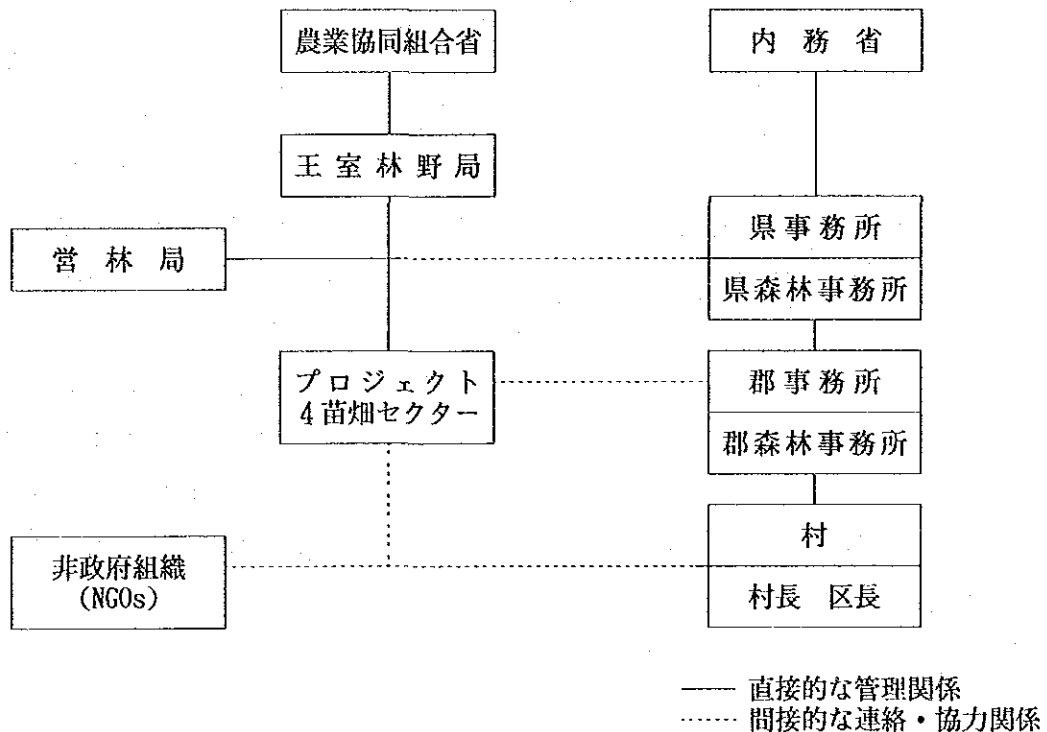 農業協同組合省
内務省
王室林野局
県事務所
営林局
県森林事務所
プロジェクト
4苗畑セクター
郡事務所
郡森林事務所
村
非政府組織
(NGOs)
村長 区長
直接的な管理関係
間接的な連絡・協力関係